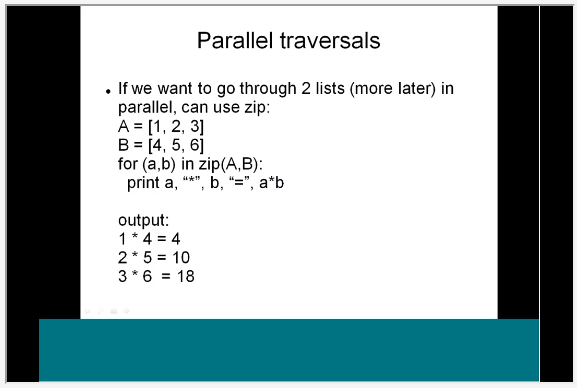 Parallel traversals
• If we want to go through 2 lists (more later) in
parallel, can use zip:
A = [1, 2, 3]
B = [4, 5, 6]
for (a,b) in zip(A,B):
print a, “*”, b, “=”, a*b
output:
1 * 4 = 4
2 * 5 = 10
3 * 6  = 18